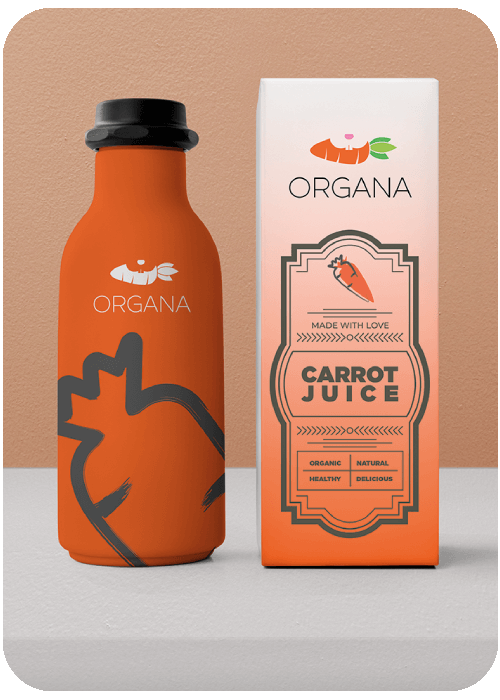 ORGANA
ORGANA
MADE WITH LOVE
CARROT
JUICE
ORGANIC NATURAL
HEALTHY DELICIOUS